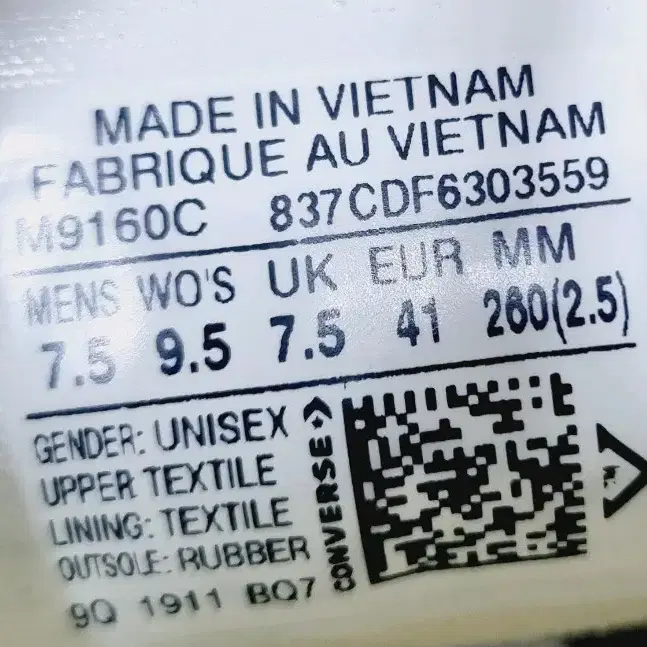 MADE IN VIETNAM
FABRIQUE AU VIETNAM
M9160C 837CDF6303559
MENS WO'S UK EUR MM
7.5 9.5 7.5 41 260(2.5)
GENDER: UNISEX
UPPER TEXTILE
LINING: TEXTILE
OUTSOLE: RUBBER
9Q 1911 BQ7
CONVERSE